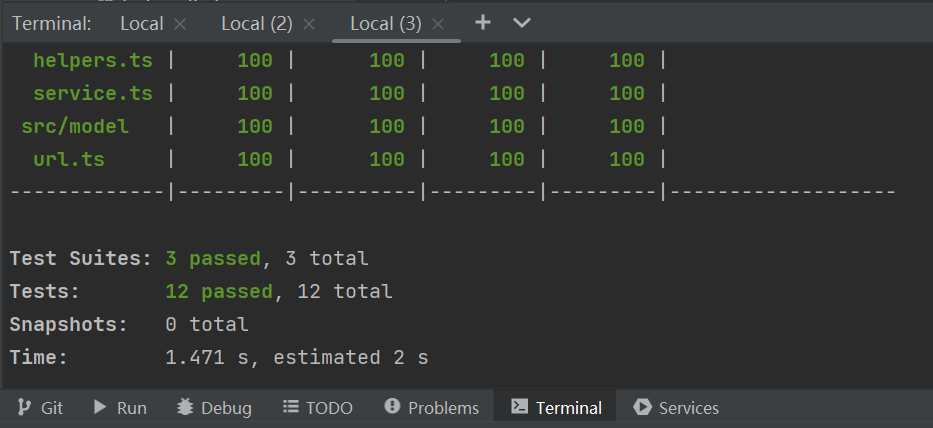 Terminal: Local × Local (2) × Local (3) × +
helpers.ts | 100 | 100 | 100 | 100 |
service.ts | 100 | 100 | 100 | 100 |
src/model | 100 | 100 | 100 | 100 |
url.ts | 100 | 100 | 100 | 100 |
-------------|---------|----------|---------|---------|-------------------
Test Suites: 3 passed, 3 total
Tests: 12 passed, 12 total
Snapshots: 0 total
Time: 1.471 s, estimated 2 s
Git Run Debug TODO Problems Terminal Services